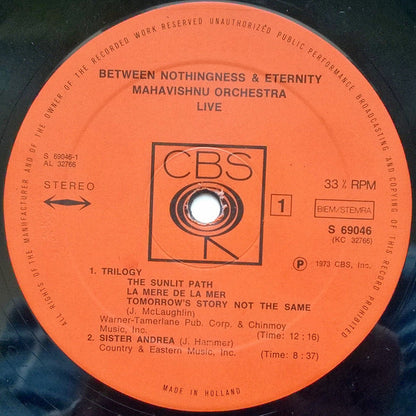 ALL RIGHTS OF THE MANUFACTURER AND OF THE OWNER OF THE RECORDED WORK RESERVED UNAUTHORIZED PUBLIC PERFORMANCE BROADCASTING AND COPYING OF THIS RECORD PROHIBITED
BETWEEN NOTHINGNESS & ETERNITY
MAHAVISHNU ORCHESTRA
LIVE
S 69046-1
AL 32766
STEREO
CBS
1
33⅓ RPM
BIEM/STEMRA
S 69046
(KC 32766)
℗ 1973 CBS, Inc.
1. TRILOGY
THE SUNLIT PATH
LA MERE DE LA MER
TOMORROW'S STORY NOT THE SAME
(J. McLaughlin)
Warner-Tamerlane Pub. Corp. & Chinmoy
Music, Inc. (Time: 12:16)
2. SISTER ANDREA (J. Hammer)
Country & Eastern Music, Inc. (Time: 8:37)
MADE IN HOLLAND